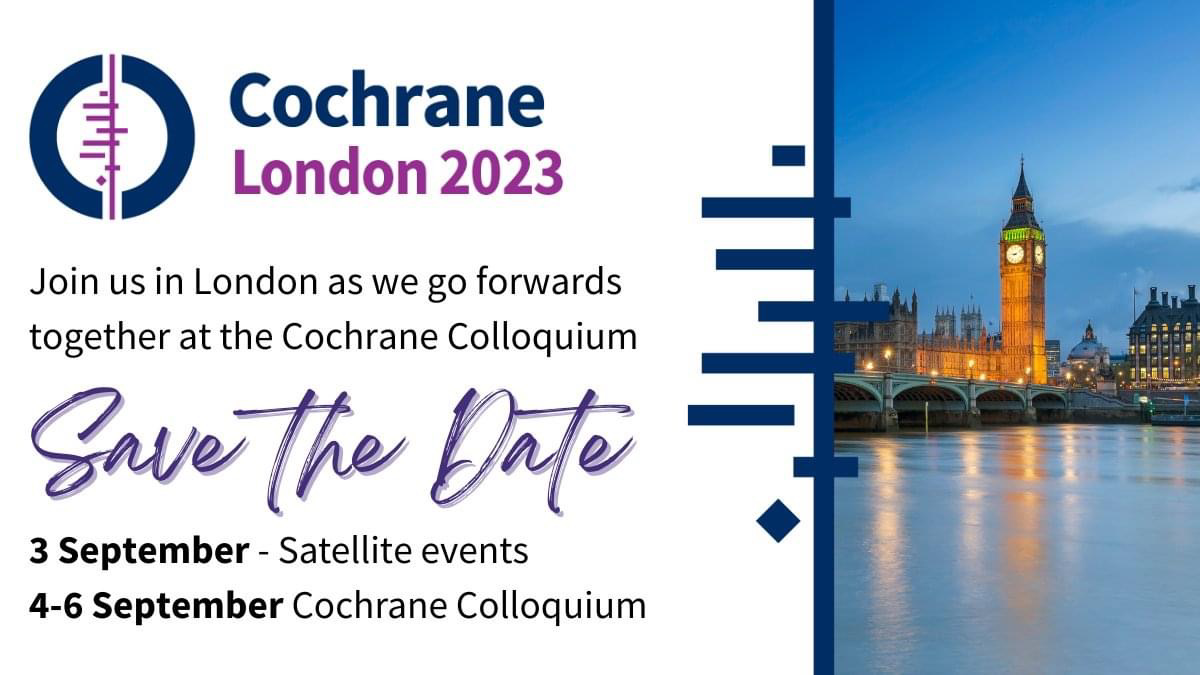 Cochrane
London 2023
Join us in London as we go forwards
together at the Cochrane Colloquium
Save the Date
3 September - Satellite events
4-6 September Cochrane Colloquium